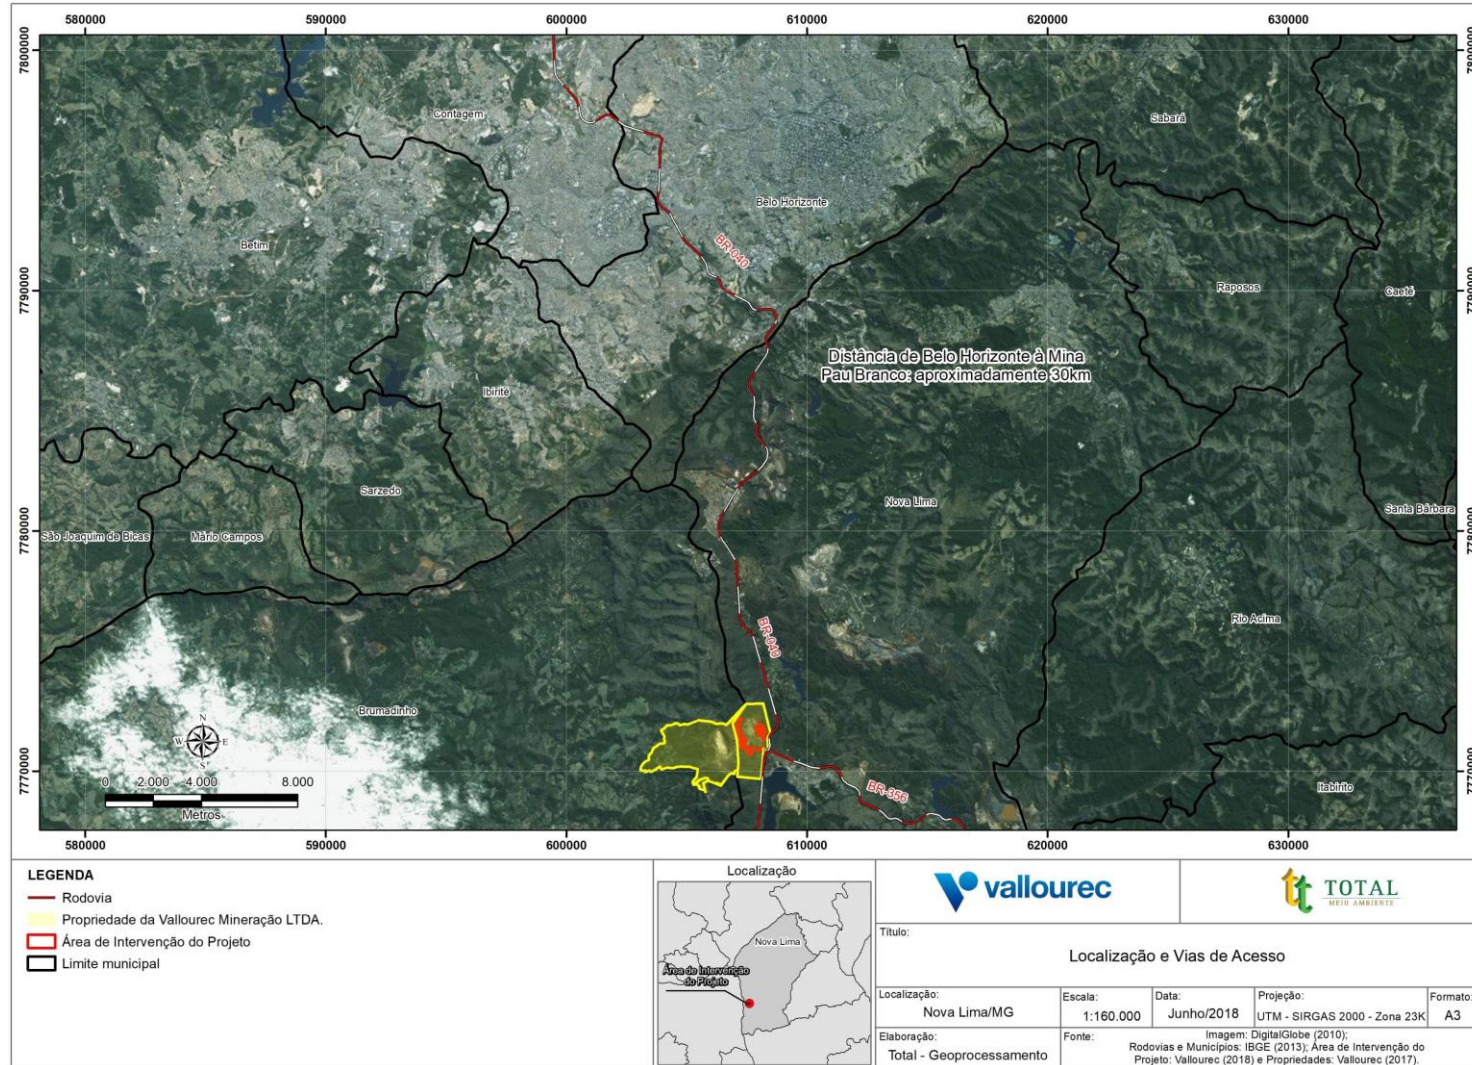 580000 590000 600000 610000 620000 630000
7800000 7800000
Contagem
Sabará
Belo Horizonte
Betim
BR-040
7790000 7790000
Raposos
Caeté
Distância de Belo Horizonte à Mina
Pau Branco: aproximadamente 30km
Ibirité
Sarzedo
Nova Lima
Santa Bárbara
7780000 7780000
São Joaquim de Bicas
Mário Campos
Rio Acima
BR-040
Brumadinho
N
W E
S
7770000 7770000
0 2.000 4.000 8.000
Metros
BR-356
Itabirito
580000 590000 600000 610000 620000 630000
LEGENDA
Rodovia
Propriedade da Vallourec Mineração LTDA.
Área de Intervenção do Projeto
Limite municipal
Localização
Nova Lima
Área de Intervenção
do Projeto
vallourec
tt TOTAL
MEIO AMBIENTE
Título:
Localização e Vias de Acesso
Localização:
Nova Lima/MG
Escala:
1:160.000
Data:
Junho/2018
Projeção:
UTM - SIRGAS 2000 - Zona 23K
Formato:
A3
Elaboração:
Total - Geoprocessamento
Fonte:
Imagem: DigitalGlobe (2010);
Rodovias e Municípios: IBGE (2013); Área de Intervenção do
Projeto: Vallourec (2018) e Propriedades: Vallourec (2017).